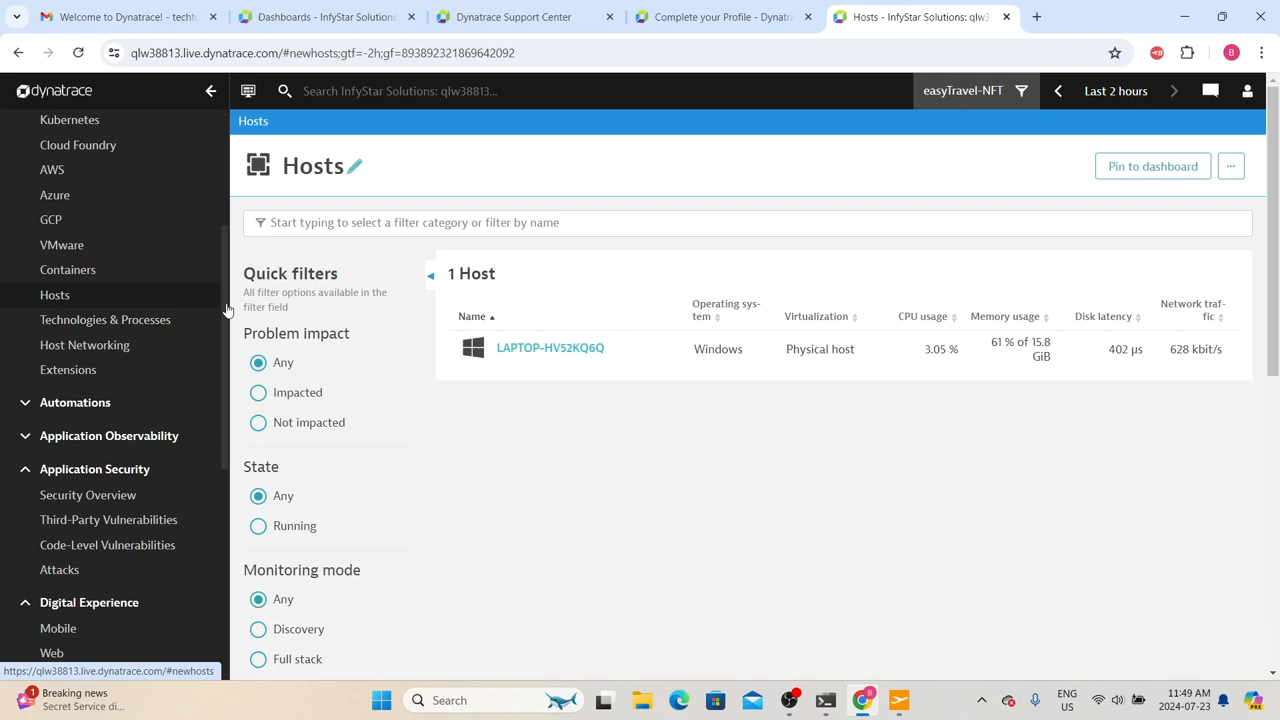 Welcome to Dynatrace! - techtu
Dashboards - InfyStar Solutions
Dynatrace Support Center
Complete your Profile - Dynatra
Hosts - InfyStar Solutions: qlw3
qlw38813.live.dynatrace.com/#newhosts;gtf=-2h;gf=893892321869642092
B
dynatrace
Search InfyStar Solutions: qlw38813...
easyTravel-NFT
Last 2 hours
Kubernetes
Cloud Foundry
AWS
Azure
GCP
VMware
Containers
Hosts
Technologies & Processes
Host Networking
Extensions
Automations
Application Observability
Application Security
Security Overview
Third-Party Vulnerabilities
Code-Level Vulnerabilities
Attacks
Digital Experience
Mobile
Web
https://qlw38813.live.dynatrace.com/#newhosts
Hosts
Hosts
Pin to dashboard
...
Start typing to select a filter category or filter by name
Quick filters
All filter options available in the
filter field
Problem impact
Any
Impacted
Not impacted
State
Any
Running
Monitoring mode
Any
Discovery
Full stack
1 Host
Name
Operating sys-
tem
Virtualization
CPU usage
Memory usage
Disk latency
Network traf-
fic
LAPTOP-HV52KQ6Q
Windows
Physical host
3.05 %
61 % of 15.8
GiB
402 µs
628 kbit/s
1
Breaking news
Secret Service di...
Search
B
ENG
US
11:49 AM
2024-07-23
PRE